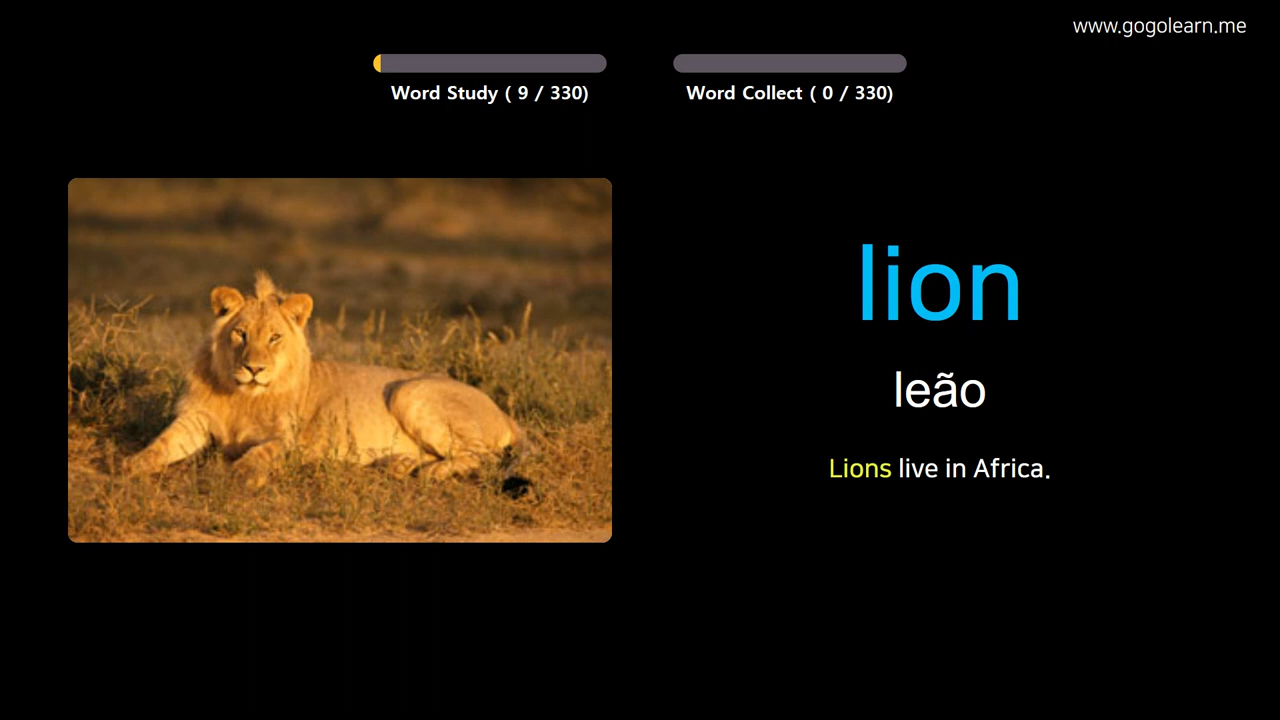 www.gogolearn.me
Word Study ( 9 / 330)
Word Collect ( 0 / 330)
lion
leão
Lions live in Africa.